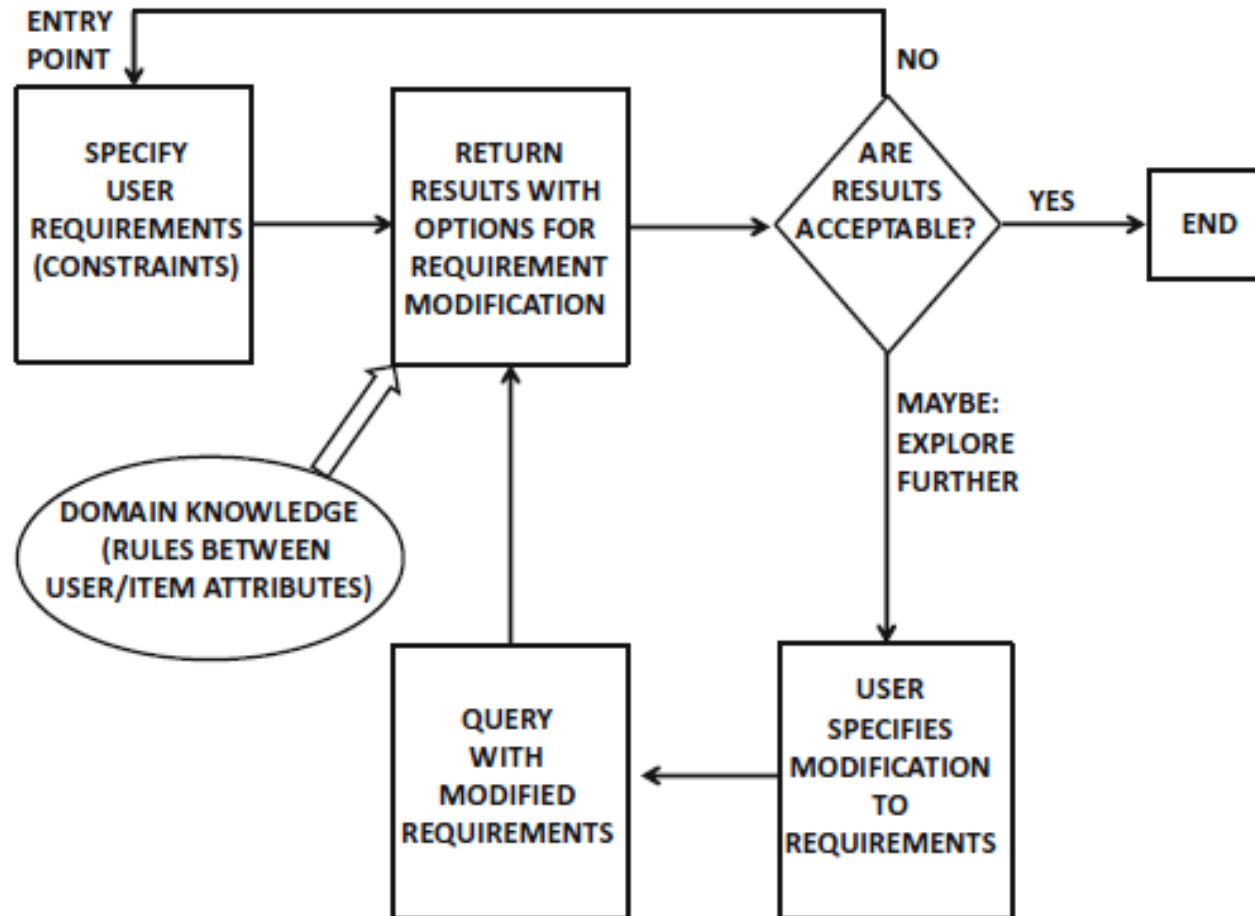 ENTRY
POINT
NO
SPECIFY
USER
REQUIREMENTS
(CONSTRAINTS)
RETURN
RESULTS WITH
OPTIONS FOR
REQUIREMENT
MODIFICATION
ARE
RESULTS
ACCEPTABLE?
YES
END
MAYBE:
EXPLORE
FURTHER
DOMAIN KNOWLEDGE
(RULES BETWEEN
USER/ITEM ATTRIBUTES)
QUERY
WITH
MODIFIED
REQUIREMENTS
USER
SPECIFIES
MODIFICATION
TO
REQUIREMENTS